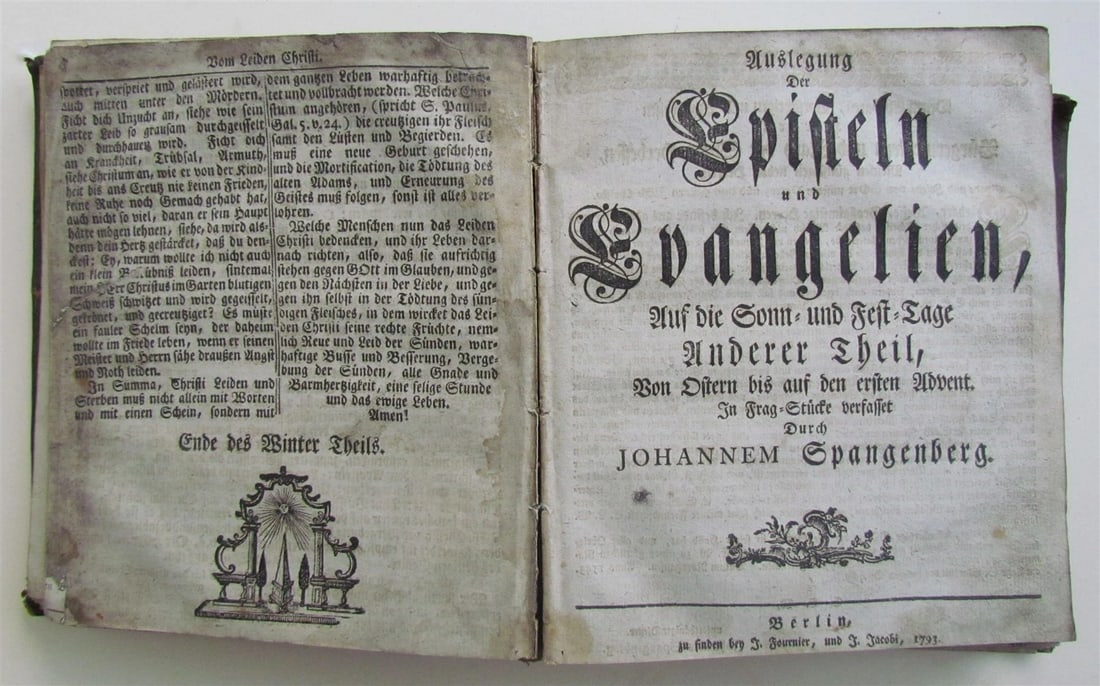 Vom Leiden Christi.
spottet, verspeiet und gelästert wird,
auch mitten unter den Mördern.
Ficht dich Unzucht an, siehe wie sein
zarter Leib so grausam durchgeisselt
und durchhauen wird. Ficht dich
an Kranckheit, Trübsal, Armuth,
siehe Christum an, wie er von der Kind-
heit bis ans Creutz nie keinen Frieden,
keine Ruhe noch Gemach gehabt hat,
auch nicht so viel, daran er sein Haupt
hätte mögen lehnen, siehe, da wird als-
denn dein Hertz gestärcket, daß du den-
ckest: Ey, warum wollte ich nicht auch
ein klein leiden, sintemal
mein HErr Christus im Garten blutigen
Schweiß schwitzet und wird gegeisselt,
gekrönet, und gecreutziget? Es müste
ein fauler Schelm seyn, der daheim
wollte im Friede leben, wenn er seinen
Meister und Herrn sähe draußen Angst
und Noth leiden.
In Summa, Christi Leiden und
Sterben muß nicht allein mit Worten
und mit einen Schein, sondern mit
dem gantzen Leben warhaftig betrach-
tet und vollbracht werden. Welche Chri-
stum angehören, (spricht S. Paulus,
Gal. 5. v. 24.) die creutzigen ihr Fleisch
samt den Lüsten und Begierden. Es
muß eine neue Geburt geschehen,
und die Mortification, die Tödtung des
alten Adams, und Erneurung des
Geistes muß folgen, sonst ist alles ver-
lohren.
Welche Menschen nun das Leiden
Christi bedencken, und ihr Leben dar-
nach richten, also, daß sie aufrichtig
stehen gegen GOtt im Glauben, und ge-
gen den Nächsten in der Liebe, und ge-
gen ihn selbst in der Tödtung des sün-
digen Fleisches, in dem wircket das Lei-
den Christi seine rechte Früchte, nem-
lich Reue und Leid der Sünden, war-
haftige Busse und Besserung, Verge-
bung der Sünden, alle Gnade und
Barmhertzigkeit, eine selige Stunde
und das ewige Leben.
Amen!
Ende des Winter Theils.
Auslegung
Der
Episteln
und
Evangelien,
Auf die Sonn- und Fest-Tage
Anderer Theil,
Von Ostern bis auf den ersten Advent.
In Frag-Stücke verfasset
Durch
JOHANNEM Spangenberg.
Berlin,
zu finden bey J. Fournier, und J. Jacobi, 1793.